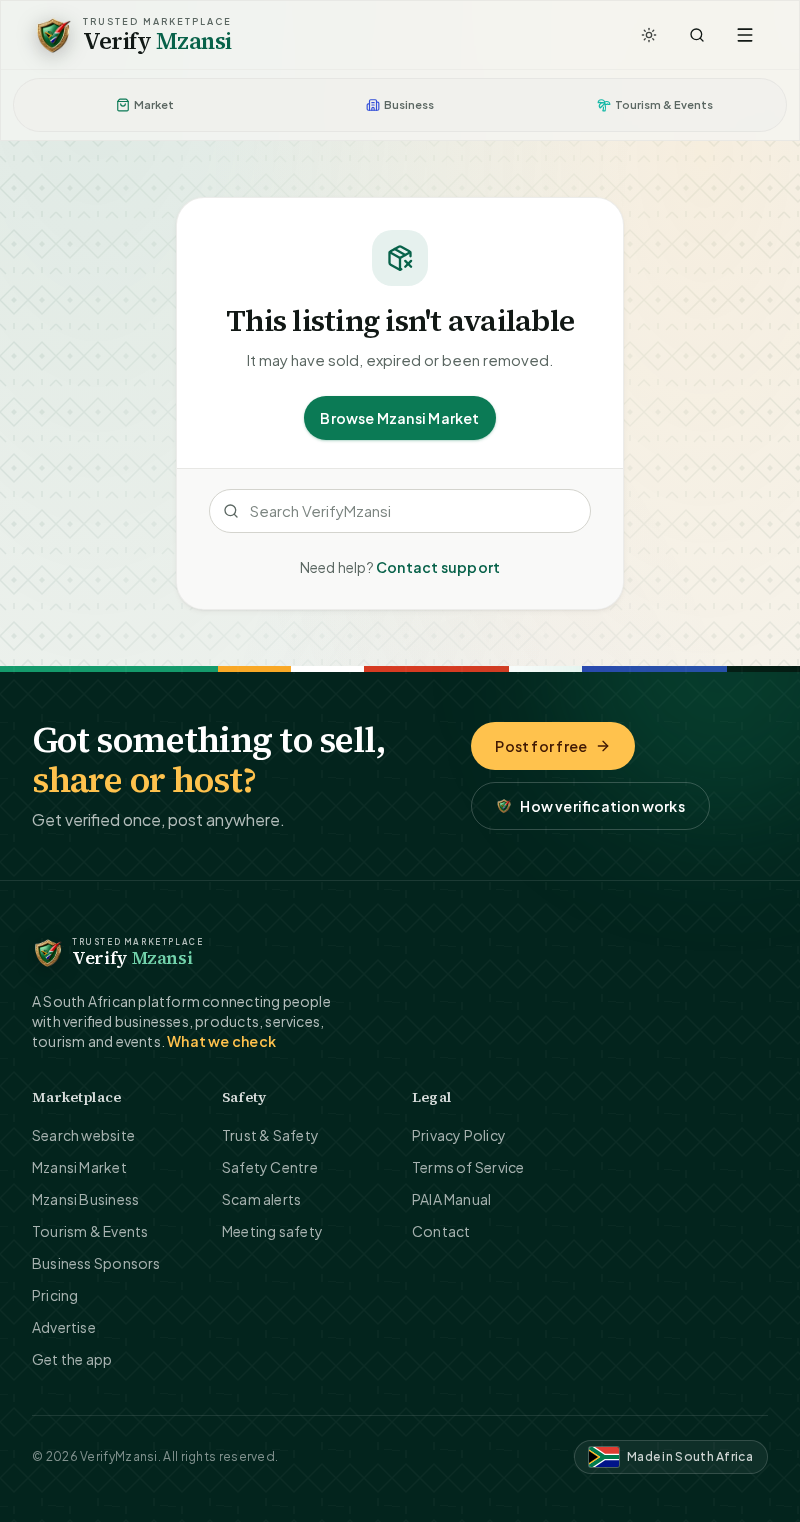 TRUSTED MARKETPLACE
Verify Mzansi
Market
Business
Tourism & Events
This listing isn't available
It may have sold, expired or been removed.
Browse Mzansi Market
Search VerifyMzansi
Need help? Contact support
Got something to sell,
share or host?
Get verified once, post anywhere.
Post for free
How verification works
TRUSTED MARKETPLACE
Verify Mzansi
A South African platform connecting people
with verified businesses, products, services,
tourism and events. What we check
Marketplace
Search website
Mzansi Market
Mzansi Business
Tourism & Events
Business Sponsors
Pricing
Advertise
Get the app
Safety
Trust & Safety
Safety Centre
Scam alerts
Meeting safety
Legal
Privacy Policy
Terms of Service
PAIA Manual
Contact
© 2026 VerifyMzansi. All rights reserved.
Made in South Africa